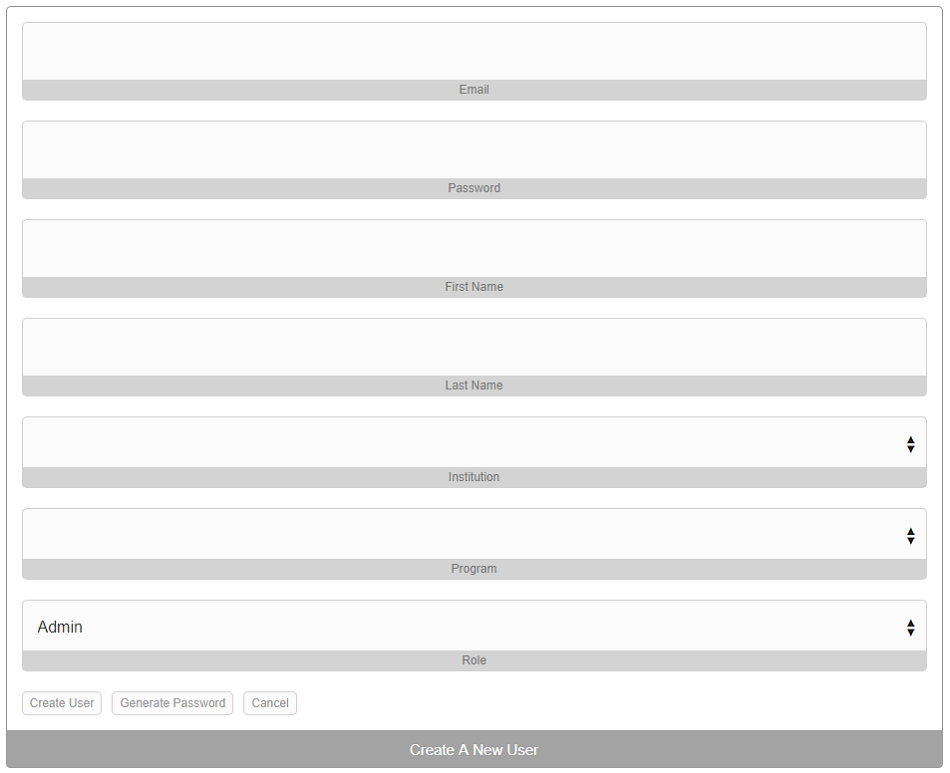 Email
Password
First Name
Last Name
Institution
Program
Admin
Role
Create User Generate Password Cancel
Create A New User